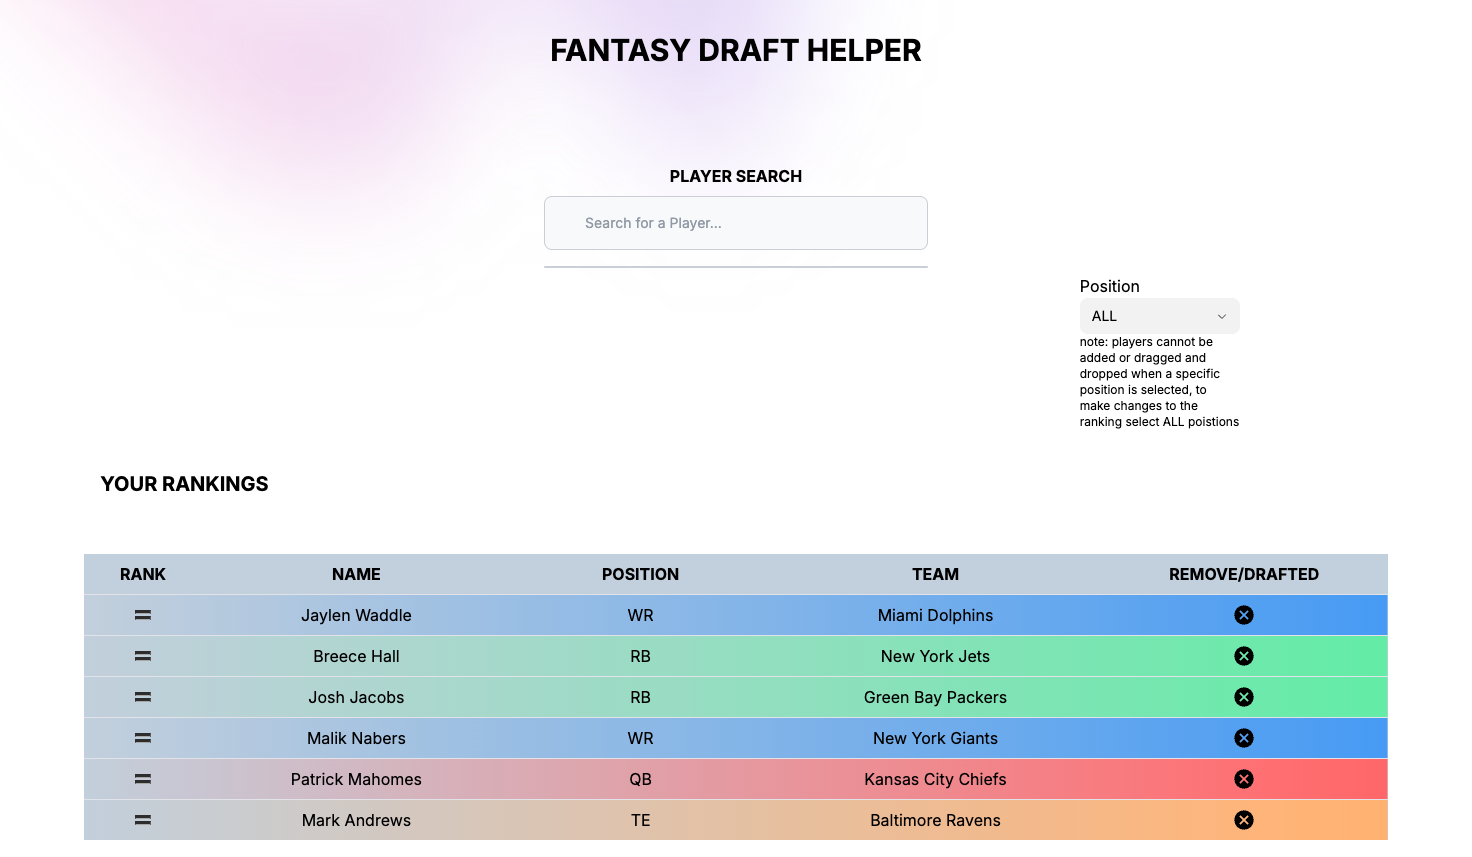 FANTASY DRAFT HELPER
PLAYER SEARCH
Search for a Player...
Position
ALL
note: players cannot be
added or dragged and
dropped when a specific
position is selected, to
make changes to the
ranking select ALL poistions
YOUR RANKINGS
RANK NAME POSITION TEAM REMOVE/DRAFTED
Jaylen Waddle WR Miami Dolphins
Breece Hall RB New York Jets
Josh Jacobs RB Green Bay Packers
Malik Nabers WR New York Giants
Patrick Mahomes QB Kansas City Chiefs
Mark Andrews TE Baltimore Ravens